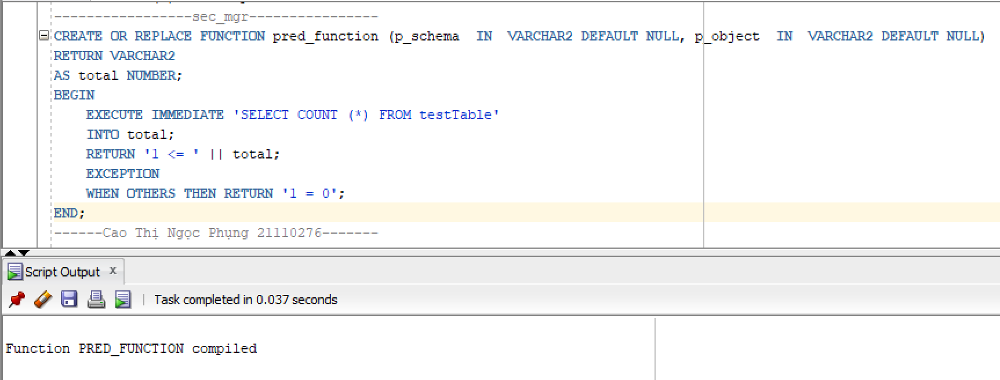 -----------------sec_mgr----------------
CREATE OR REPLACE FUNCTION pred_function (p_schema  IN  VARCHAR2 DEFAULT NULL, p_object  IN  VARCHAR2 DEFAULT NULL)
RETURN VARCHAR2
AS total NUMBER;
BEGIN
    EXECUTE IMMEDIATE 'SELECT COUNT (*) FROM testTable'
    INTO total;
    RETURN '1 <= ' || total;
    EXCEPTION
    WHEN OTHERS THEN RETURN '1 = 0';
END;
------Cao Thị Ngọc Phụng 21110276-------
Script Output x
Task completed in 0.037 seconds
Function PRED_FUNCTION compiled